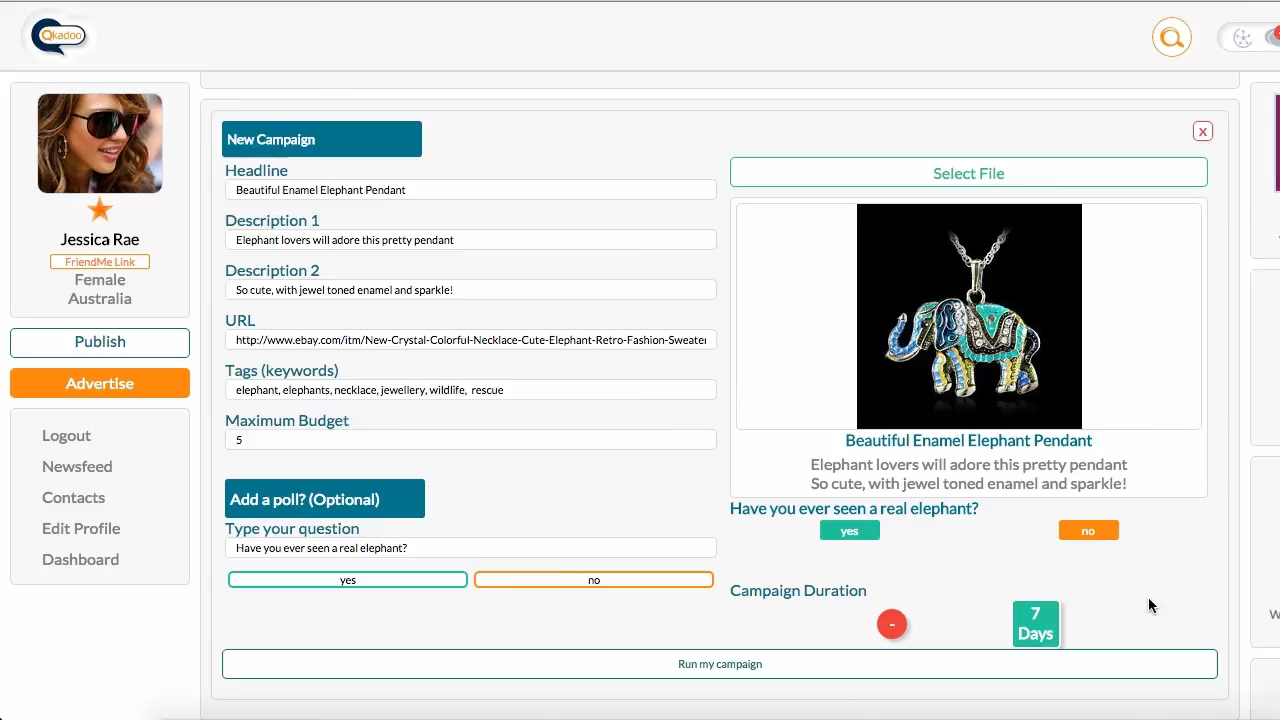 Qkadoo
Jessica Rae
FriendMe Link
Female
Australia
Publish
Advertise
Logout
Newsfeed
Contacts
Edit Profile
Dashboard
New Campaign
x
Headline
Beautiful Enamel Elephant Pendant
Description 1
Elephant lovers will adore this pretty pendant
Description 2
So cute, with jewel toned enamel and sparkle!
URL
http://www.ebay.com/itm/New-Crystal-Colorful-Necklace-Cute-Elephant-Retro-Fashion-Sweater
Tags (keywords)
elephant, elephants, necklace, jewellery, wildlife, rescue
Maximum Budget
5
Add a poll? (Optional)
Type your question
Have you ever seen a real elephant?
yes no
Select File
Beautiful Enamel Elephant Pendant
Elephant lovers will adore this pretty pendant
So cute, with jewel toned enamel and sparkle!
Have you ever seen a real elephant?
yes no
Campaign Duration
- 7
Days
Run my campaign